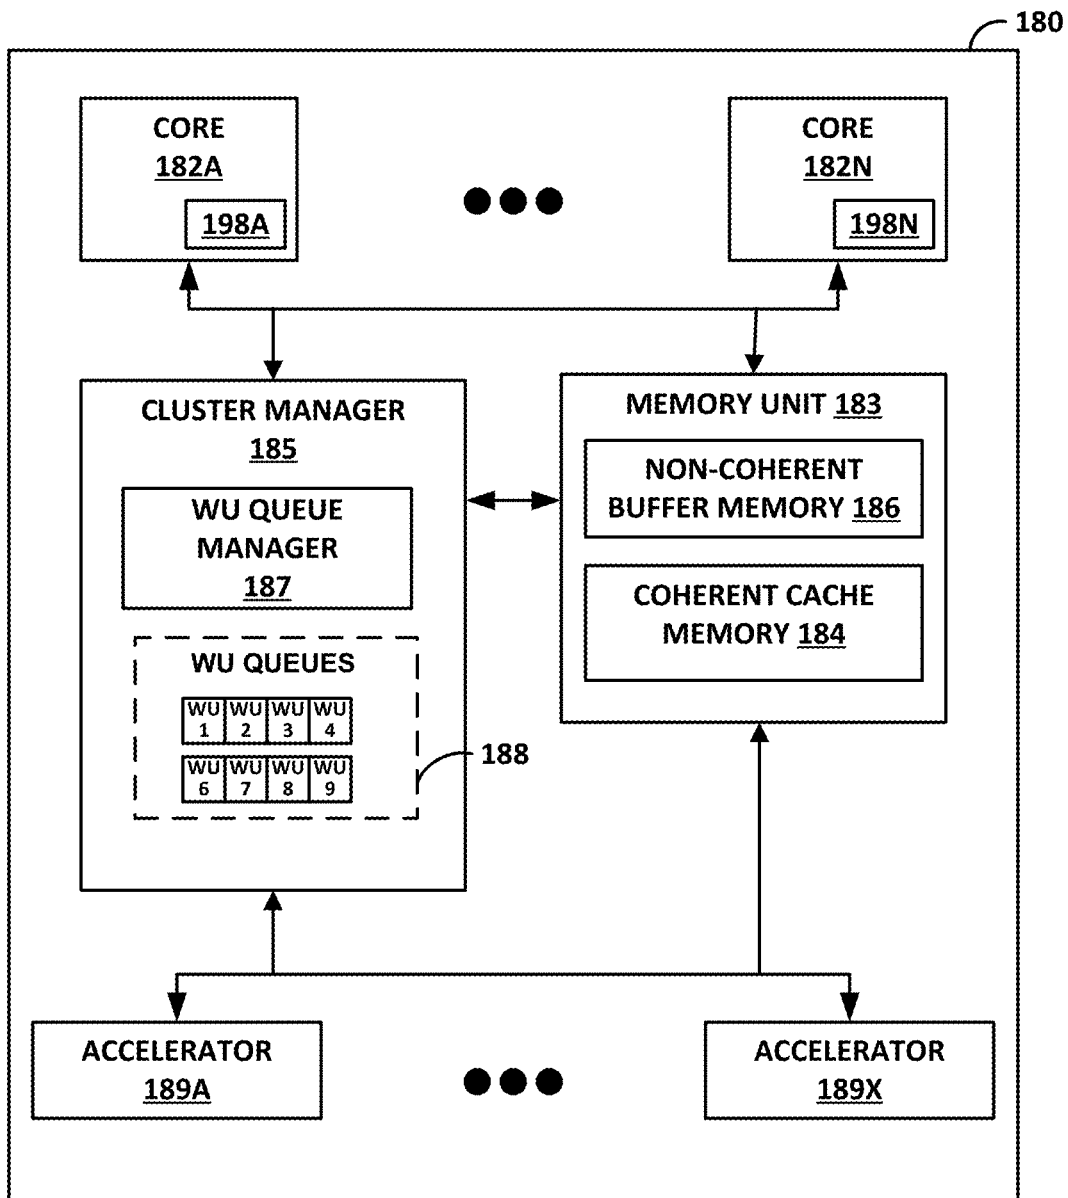 180
CORE
182A
198A
CORE
182N
198N
CLUSTER MANAGER
185
WU QUEUE
MANAGER
187
WU QUEUES
WU WU WU WU
1 2 3 4
WU WU WU WU
6 7 8 9
188
MEMORY UNIT 183
NON-COHERENT
BUFFER MEMORY 186
COHERENT CACHE
MEMORY 184
ACCELERATOR
189A
ACCELERATOR
189X